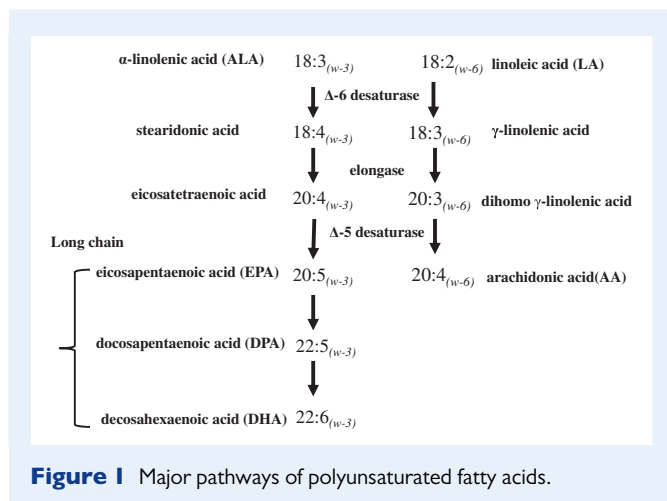 α-linolenic acid (ALA) 18:3(w-3) 18:2(w-6) linoleic acid (LA)
Δ-6 desaturase
stearidonic acid 18:4(w-3) 18:3(w-6) γ-linolenic acid
elongase
eicosatetraenoic acid 20:4(w-3) 20:3(w-6) dihomo γ-linolenic acid
Δ-5 desaturase
Long chain
eicosapentaenoic acid (EPA) 20:5(w-3) 20:4(w-6) arachidonic acid(AA)
docosapentaenoic acid (DPA) 22:5(w-3)
decosahexaenoic acid (DHA) 22:6(w-3)
Figure 1 Major pathways of polyunsaturated fatty acids.